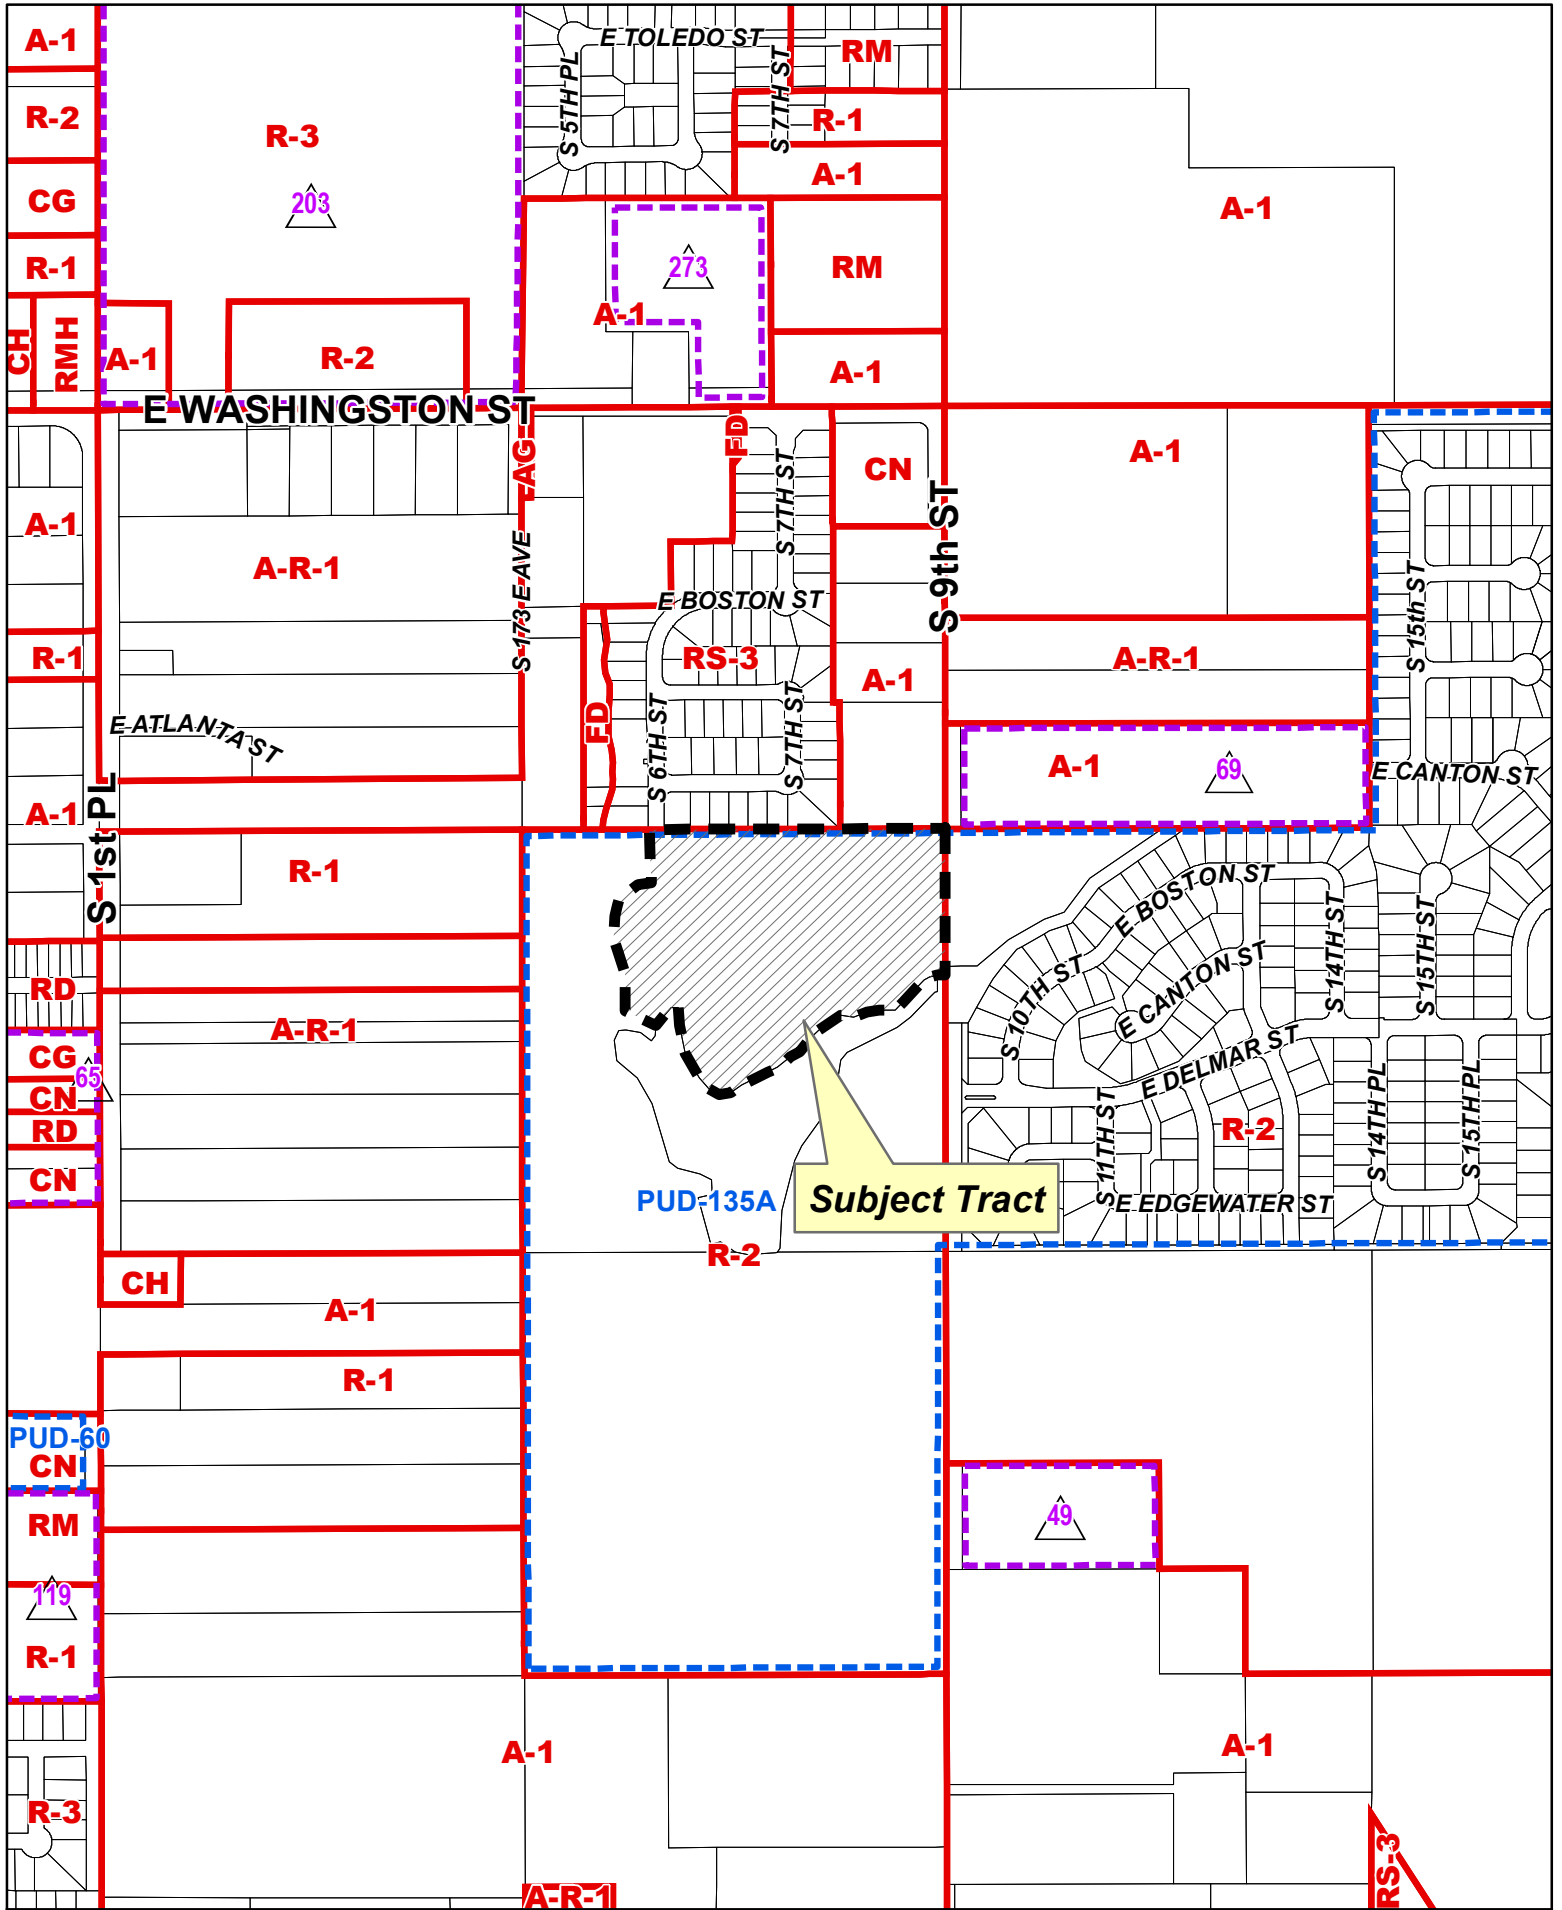 A-1
E TOLEDO ST
RM
S 5TH PL
S 7TH ST
R-2
R-3
R-1
A-1
CG
203
A-1
R-1
273
RM
A-1
CH
RMH
A-1
R-2
A-1
E WASHINGSTON ST
AG
FD
CN
A-1
S 7TH ST
A-1
A-R-1
S 173 E AVE
S 9th ST
S 15th ST
E BOSTON ST
R-1
RS-3
A-R-1
A-1
FD
S 6TH ST
S 7TH ST
E ATLANTA ST
A-1
69
E CANTON ST
A-1
S 1st PL
R-1
E BOSTON ST
S 14TH ST
S 15TH ST
RD
S 10TH ST
E CANTON ST
A-R-1
CG
65
E DELMAR ST
CN
RD
S 11TH ST
R-2
S 14TH PL
S 15TH PL
CN
PUD-135A
Subject Tract
E EDGEWATER ST
R-2
CH
A-1
R-1
PUD-60
CN
RM
49
119
R-1
A-1
A-1
R-3
RS-3
A-R-1